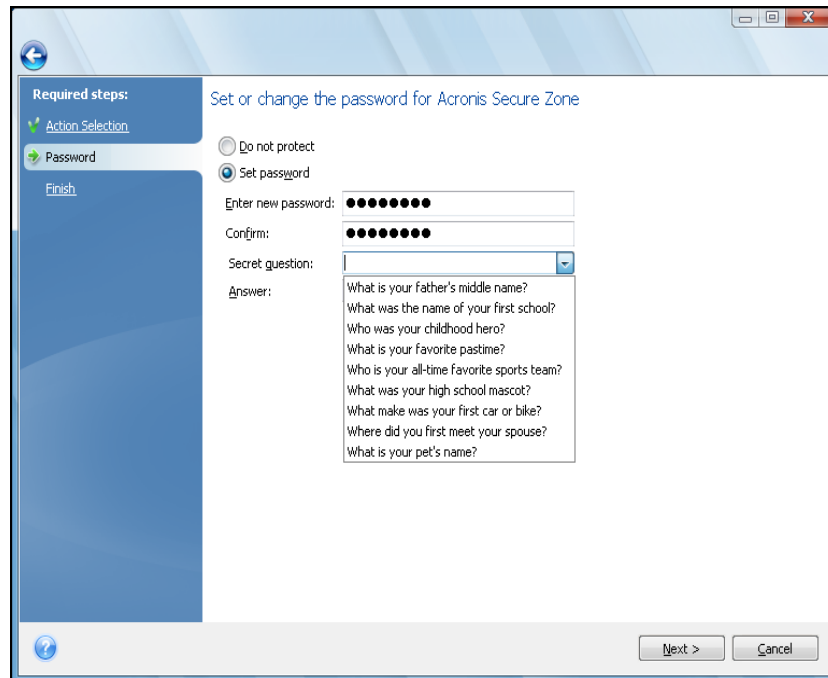 Required steps:
Action Selection
Password
Finish
Set or change the password for Acronis Secure Zone
Do not protect
Set password
Enter new password: ●●●●●●●●
Confirm: ●●●●●●●●
Secret question:
Answer:
What is your father's middle name?
What was the name of your first school?
Who was your childhood hero?
What is your favorite pastime?
Who is your all-time favorite sports team?
What was your high school mascot?
What make was your first car or bike?
Where did you first meet your spouse?
What is your pet's name?
Next >
Cancel